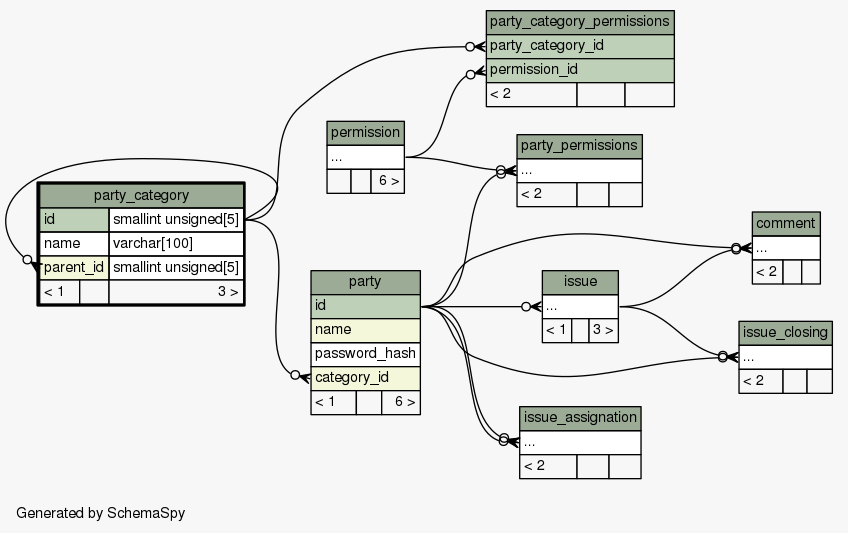 party_category_permissions
party_category_id
permission_id
< 2
permission
...
6 >
party_permissions
...
< 2
party_category
id smallint unsigned[5]
name varchar[100]
parent_id smallint unsigned[5]
< 1 3 >
comment
...
< 2
party
id
name
password_hash
category_id
< 1 6 >
issue
...
< 1 3 >
issue_closing
...
< 2
issue_assignation
...
< 2
Generated by SchemaSpy